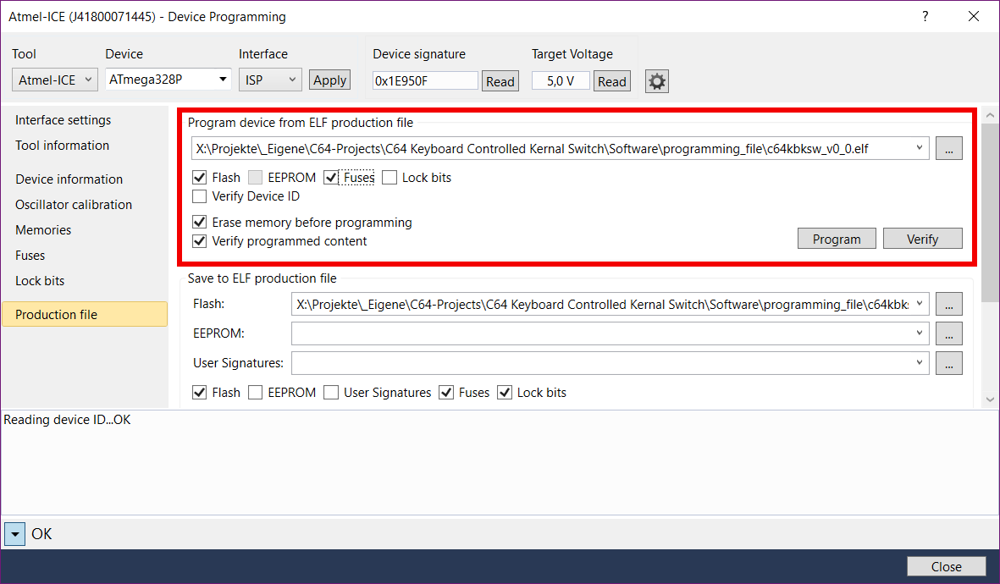 Atmel-ICE (J41800071445) - Device Programming
?
Tool Device Interface Device signature Target Voltage
Atmel-ICE ATmega328P ISP Apply 0x1E950F Read 5,0 V Read
Interface settings
Tool information
Device information
Oscillator calibration
Memories
Fuses
Lock bits
Production file
Program device from ELF production file
X:\Projekte\_Eigene\C64-Projects\C64 Keyboard Controlled Kernal Switch\Software\programming_file\c64kbksw_v0_0.elf ...
Flash EEPROM Fuses Lock bits
Verify Device ID
Erase memory before programming
Verify programmed content
Program Verify
Save to ELF production file
Flash: X:\Projekte\_Eigene\C64-Projects\C64 Keyboard Controlled Kernal Switch\Software\programming_file\c64kbks ...
EEPROM: ...
User Signatures: ...
Flash EEPROM User Signatures Fuses Lock bits
Reading device ID...OK
OK
Close